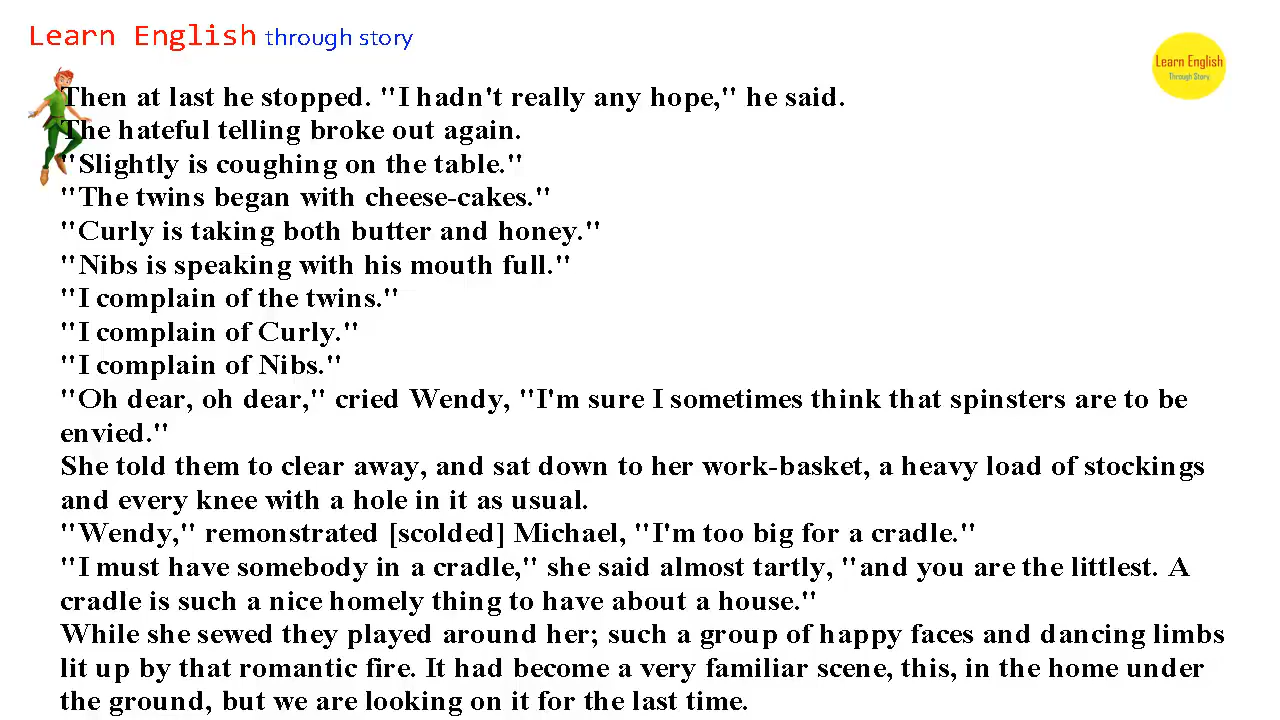 Learn English through story
Learn English
Through Story
Then at last he stopped. "I hadn't really any hope," he said.
The hateful telling broke out again.
"Slightly is coughing on the table."
"The twins began with cheese-cakes."
"Curly is taking both butter and honey."
"Nibs is speaking with his mouth full."
"I complain of the twins."
"I complain of Curly."
"I complain of Nibs."
"Oh dear, oh dear," cried Wendy, "I'm sure I sometimes think that spinsters are to be
envied."
She told them to clear away, and sat down to her work-basket, a heavy load of stockings
and every knee with a hole in it as usual.
"Wendy," remonstrated [scolded] Michael, "I'm too big for a cradle."
"I must have somebody in a cradle," she said almost tartly, "and you are the littlest. A
cradle is such a nice homely thing to have about a house."
While she sewed they played around her; such a group of happy faces and dancing limbs
lit up by that romantic fire. It had become a very familiar scene, this, in the home under
the ground, but we are looking on it for the last time.